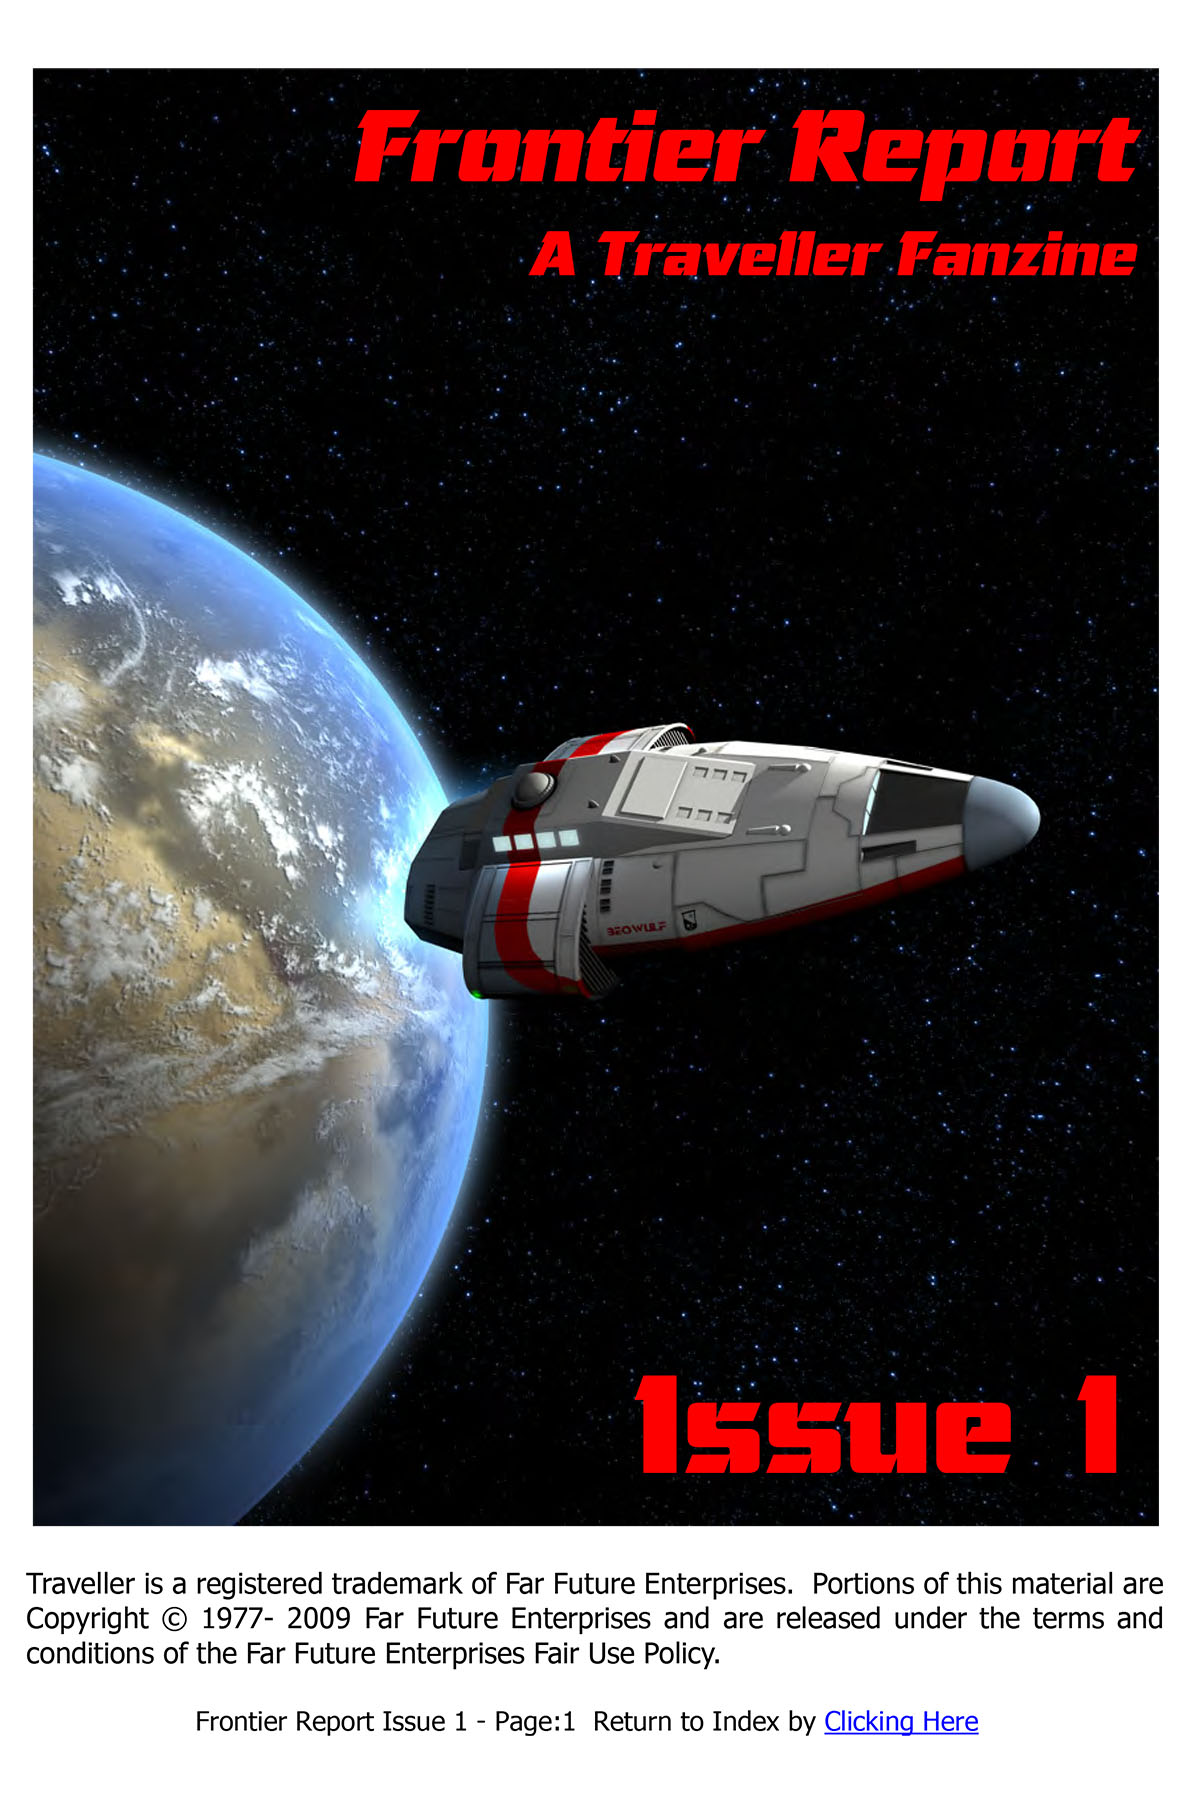 Frontier Report
A Traveller Fanzine
BEOWULF
Issue 1
Traveller is a registered trademark of Far Future Enterprises.  Portions of this material are
Copyright © 1977- 2009 Far Future Enterprises and are released under the terms and
conditions of the Far Future Enterprises Fair Use Policy.
Frontier Report Issue 1 - Page:1  Return to Index by Clicking Here